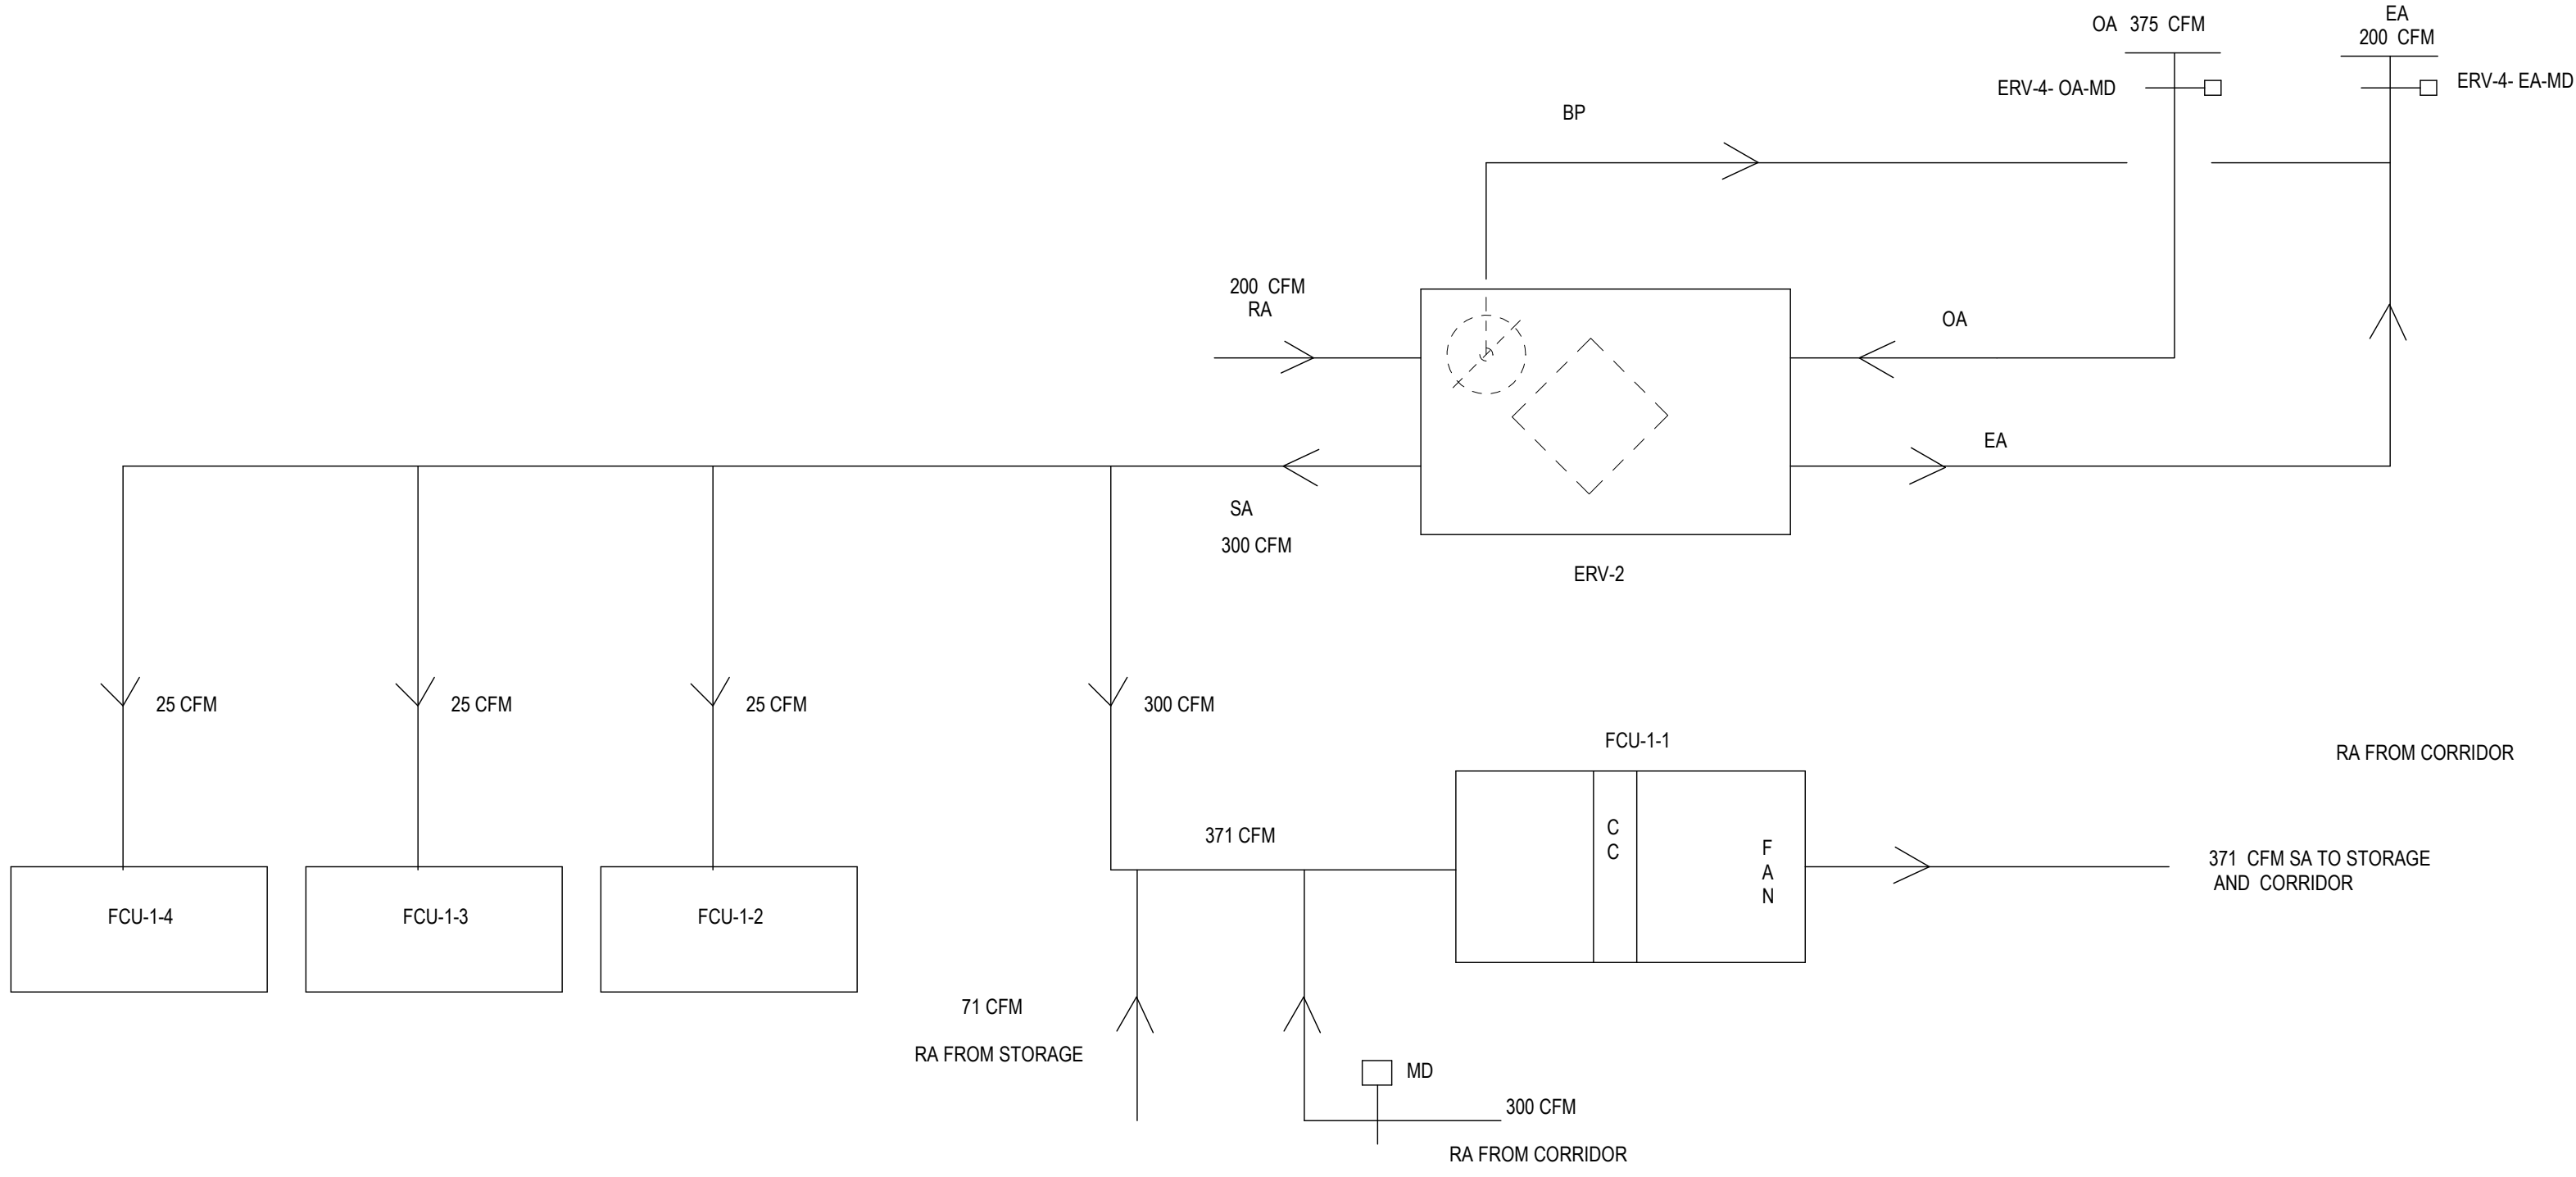 EA
OA 375 CFM
200 CFM
ERV-4- OA-MD
ERV-4- EA-MD
BP
200 CFM
RA
OA
EA
SA
300 CFM
ERV-2
25 CFM
25 CFM
25 CFM
300 CFM
FCU-1-1
RA FROM CORRIDOR
371 CFM
C
C
F
A
N
371 CFM SA TO STORAGE
AND CORRIDOR
FCU-1-4
FCU-1-3
FCU-1-2
71 CFM
RA FROM STORAGE
MD
300 CFM
RA FROM CORRIDOR